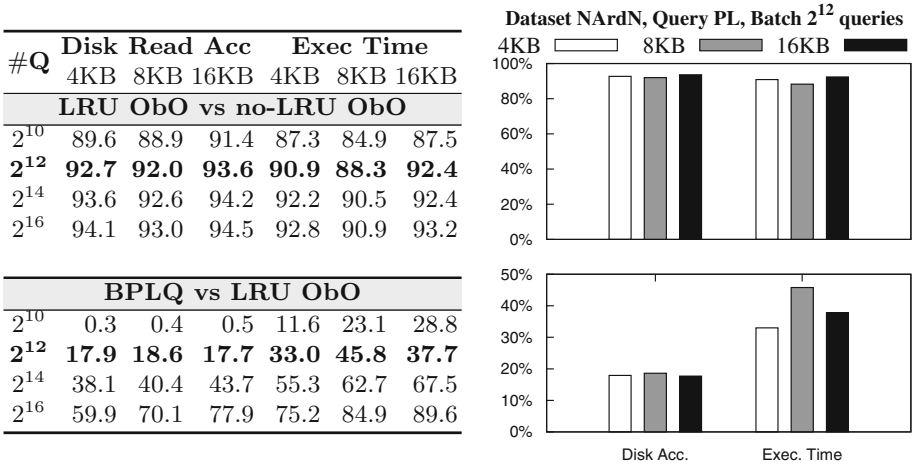 #Q Disk Read Acc Exec Time
4KB 8KB 16KB 4KB 8KB 16KB
LRU ObO vs no-LRU ObO
2^10 89.6 88.9 91.4 87.3 84.9 87.5
2^12 92.7 92.0 93.6 90.9 88.3 92.4
2^14 93.6 92.6 94.2 92.2 90.5 92.4
2^16 94.1 93.0 94.5 92.8 90.9 93.2
BPLQ vs LRU ObO
2^10 0.3 0.4 0.5 11.6 23.1 28.8
2^12 17.9 18.6 17.7 33.0 45.8 37.7
2^14 38.1 40.4 43.7 55.3 62.7 67.5
2^16 59.9 70.1 77.9 75.2 84.9 89.6
Dataset NArdN, Query PL, Batch 2^12 queries
4KB 8KB 16KB
100%
80%
60%
40%
20%
0%
50%
40%
30%
20%
10%
0%
Disk Acc. Exec. Time